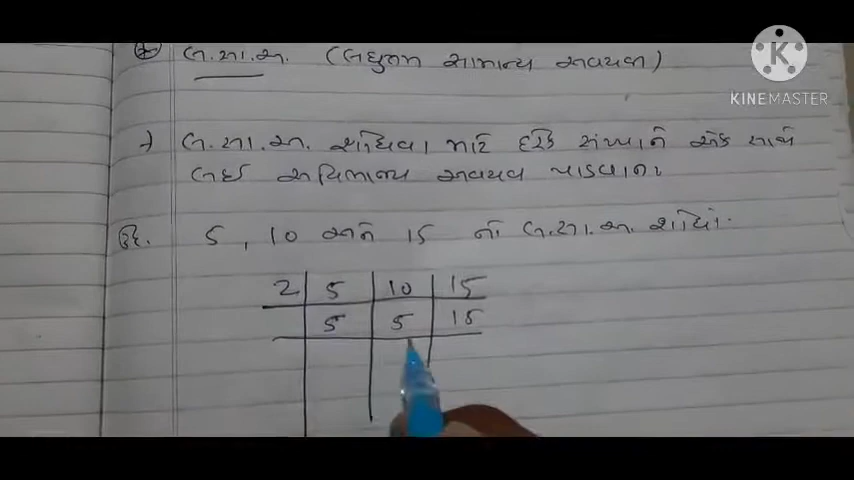 લ.સા.અ. (લઘુત્તમ સામાન્ય અવયવ)
KINEMASTER
→ લ.સા.અ. શોધવા માટે દરેક સંખ્યાને એક સાથે
લઈ અવિભાજ્ય અવયવ પાડવાના
ઉદા. 5, 10 અને 15 નો લ.સા.અ. શોધો.
2 5 10 15
5 5 15